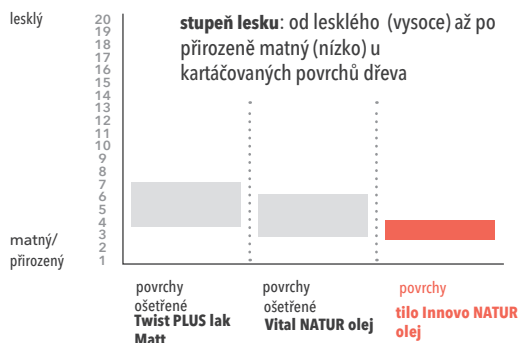 lesklý
20
19
18
17
16
15
14
13
12
11
10
9
8
7
6
5
4
3
2
1
matný/
přirozený
stupeň lesku: od lesklého (vysoce) až po
přirozeně matný (nízko) u
kartáčovaných povrchů dřeva
povrchy
ošetřené
Twist PLUS lak
Matt
povrchy
ošetřené
Vital NATUR olej
povrchy
tilo Innovo NATUR
olej